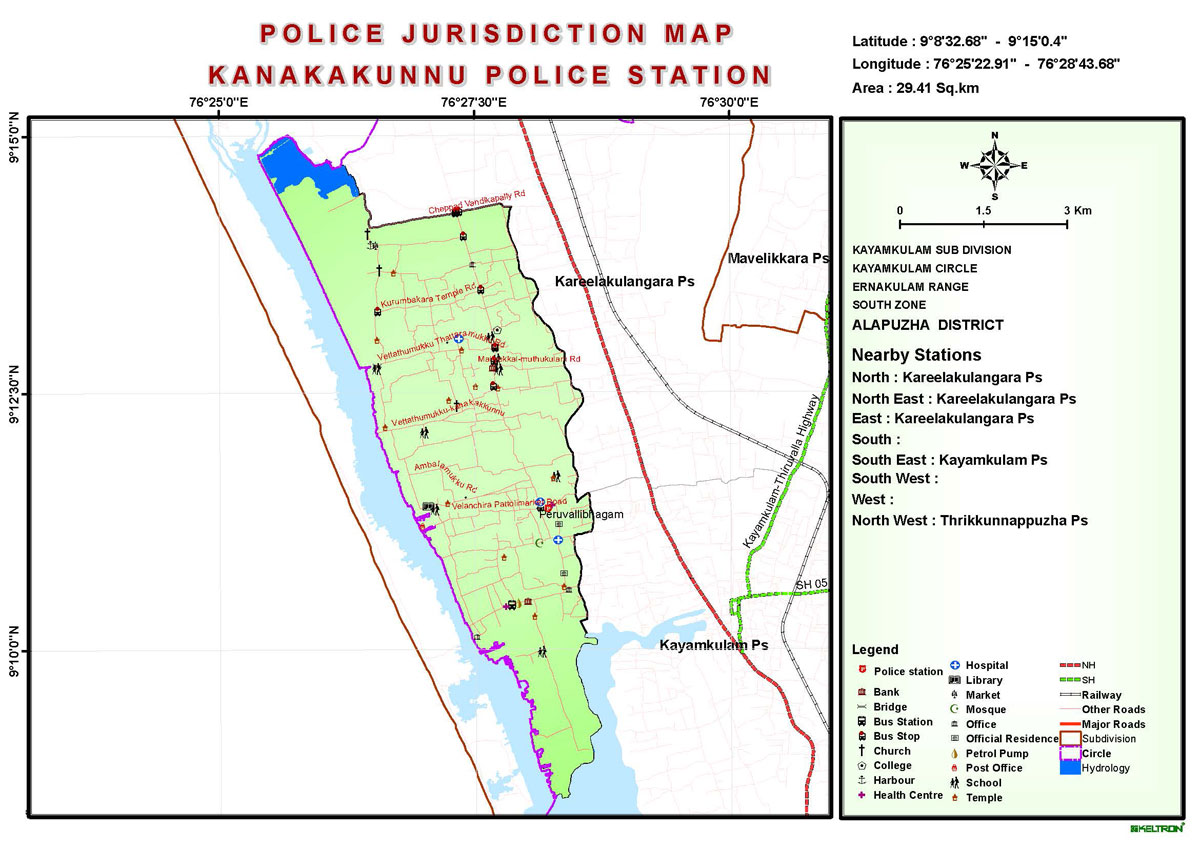 POLICE JURISDICTION MAP
KANAKAKUNNU POLICE STATION
Latitude : 9°8'32.68" - 9°15'0.4"
Longitude : 76°25'22.91" - 76°28'43.68"
Area : 29.41 Sq.km
76°25'0"E
76°27'30"E
76°30'0"E
9°15'0"N
9°12'30"N
9°10'0"N
Cheppad Vandikapally Rd
Mavelikkara Ps
Kareelakulangara Ps
Kurumbakara Temple Rd
Vettathumukku Rd
muthukulam Rd
Vettathumukku-kanakakkunnu
Ambalamukku Rd
Velanchira Road
Peruvallibhagam
Kayamkulam-Thiruvalla Highway
SH 05
Kayamkulam Ps
N
W E
S
0 1.5 3 Km
KAYAMKULAM SUB DIVISION
KAYAMKULAM CIRCLE
ERNAKULAM RANGE
SOUTH ZONE
ALAPUZHA DISTRICT
Nearby Stations
North : Kareelakulangara Ps
North East : Kareelakulangara Ps
East : Kareelakulangara Ps
South :
South East : Kayamkulam Ps
South West :
West :
North West : Thrikkunnappuzha Ps
Legend
Police station
Bank
Bridge
Bus Station
Bus Stop
Church
College
Harbour
Health Centre
Hospital
Library
Market
Mosque
Office
Official Residence
Petrol Pump
Post Office
School
Temple
NH
SH
Railway
Other Roads
Major Roads
Subdivision
Circle
Hydrology
KELTRON